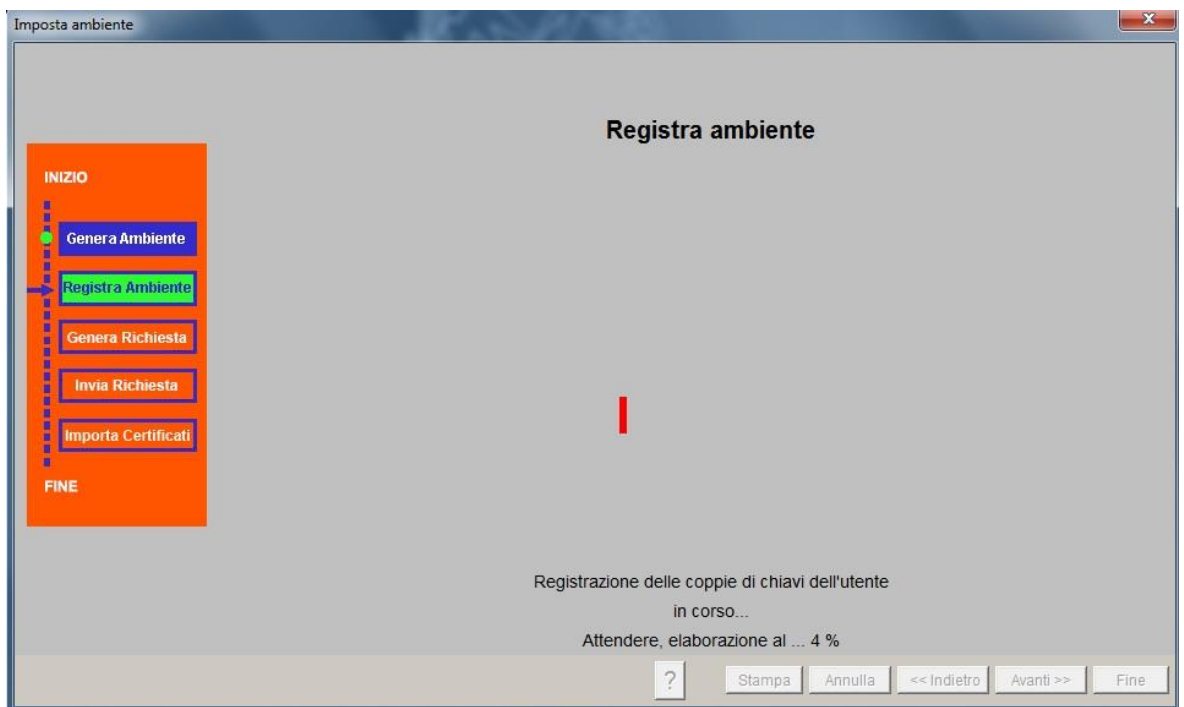 Imposta ambiente
Registra ambiente
INIZIO
Genera Ambiente
Registra Ambiente
Genera Richiesta
Invia Richiesta
Importa Certificati
FINE
Registrazione delle coppie di chiavi dell'utente
in corso...
Attendere, elaborazione al ... 4 %
? Stampa Annulla << Indietro Avanti >> Fine